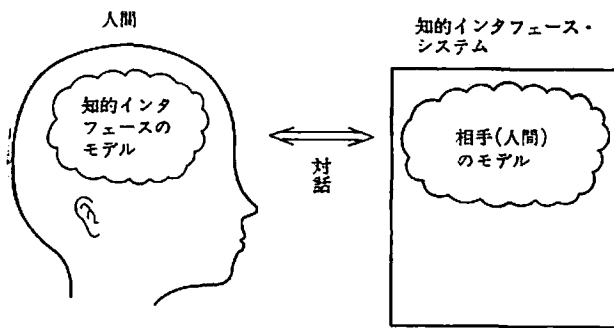 人間
知的インタフェース・
システム
知的インタ
フェースの
モデル
対話
相手(人間)
のモデル